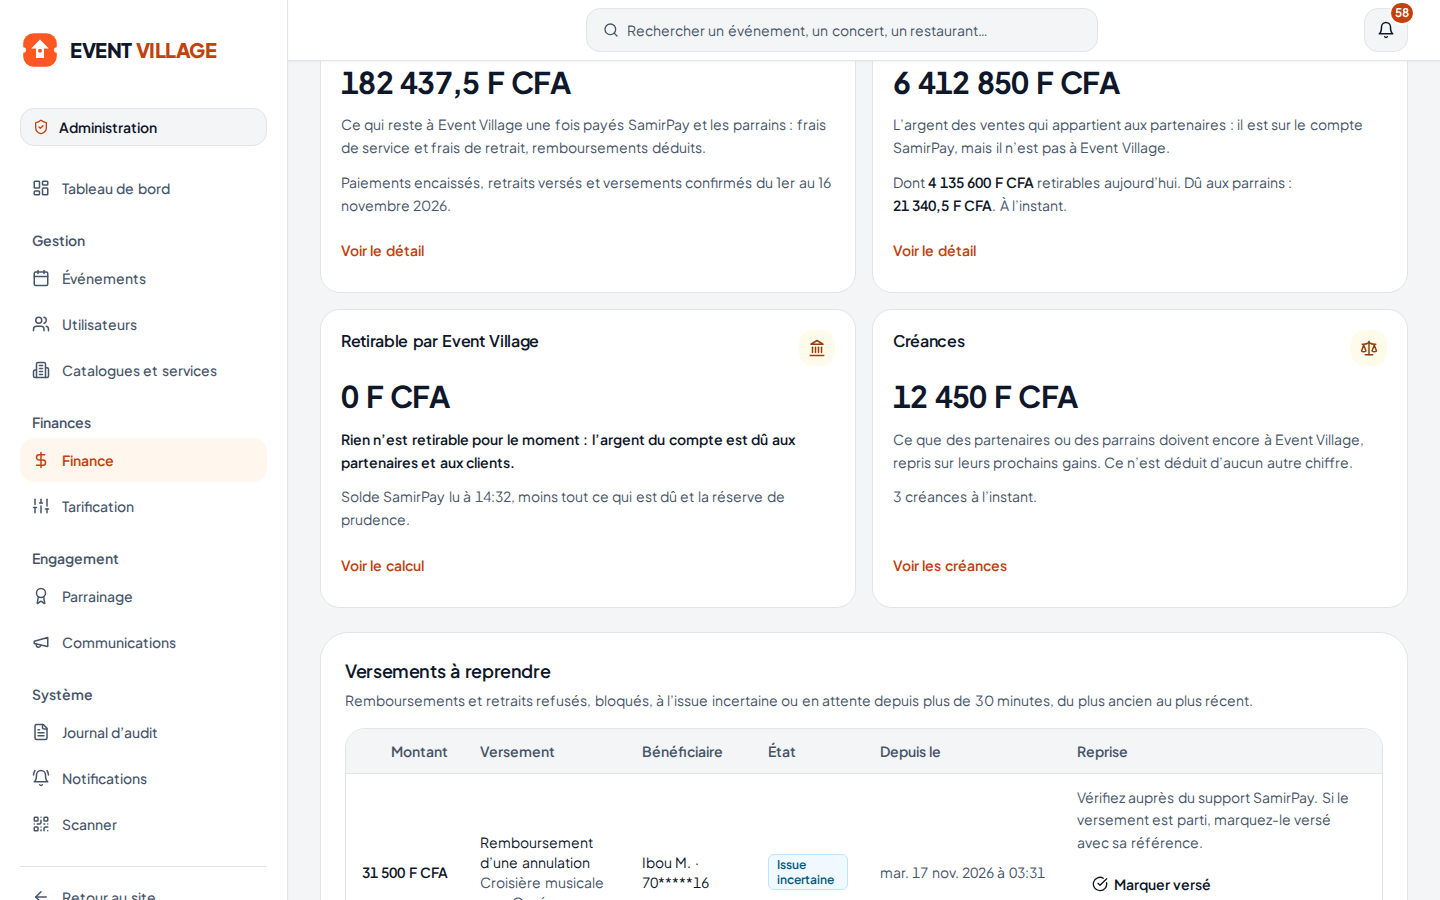 EVENT VILLAGE
Rechercher un événement, un concert, un restaurant...
58
Administration
Tableau de bord
Gestion
Événements
Utilisateurs
Catalogues et services
Finances
Finance
Tarification
Engagement
Parrainage
Communications
Système
Journal d’audit
Notifications
Scanner
Retour au site
182 437,5 F CFA
Ce qui reste à Event Village une fois payés SamirPay et les parrains : frais
de service et frais de retrait, remboursements déduits.
Paiements encaissés, retraits versés et versements confirmés du 1er au 16
novembre 2026.
Voir le détail
6 412 850 F CFA
L’argent des ventes qui appartient aux partenaires : il est sur le compte
SamirPay, mais il n’est pas à Event Village.
Dont 4 135 600 F CFA retirables aujourd’hui. Dû aux parrains :
21 340,5 F CFA. À l’instant.
Voir le détail
Retirable par Event Village
0 F CFA
Rien n’est retirable pour le moment : l’argent du compte est dû aux
partenaires et aux clients.
Solde SamirPay lu à 14:32, moins tout ce qui est dû et la réserve de
prudence.
Voir le calcul
Créances
12 450 F CFA
Ce que des partenaires ou des parrains doivent encore à Event Village,
repris sur leurs prochains gains. Ce n’est déduit d’aucun autre chiffre.
3 créances à l’instant.
Voir les créances
Versements à reprendre
Remboursements et retraits refusés, bloqués, à l’issue incertaine ou en attente depuis plus de 30 minutes, du plus ancien au plus récent.
Montant Versement Bénéficiaire État Depuis le Reprise
31 500 F CFA
Remboursement
d’une annulation
Croisière musicale
Ibou M. ·
70*****16
Issue
incertaine
mar. 17 nov. 2026 à 03:31
Vérifiez auprès du support SamirPay. Si le
versement est parti, marquez-le versé
avec sa référence.
Marquer versé